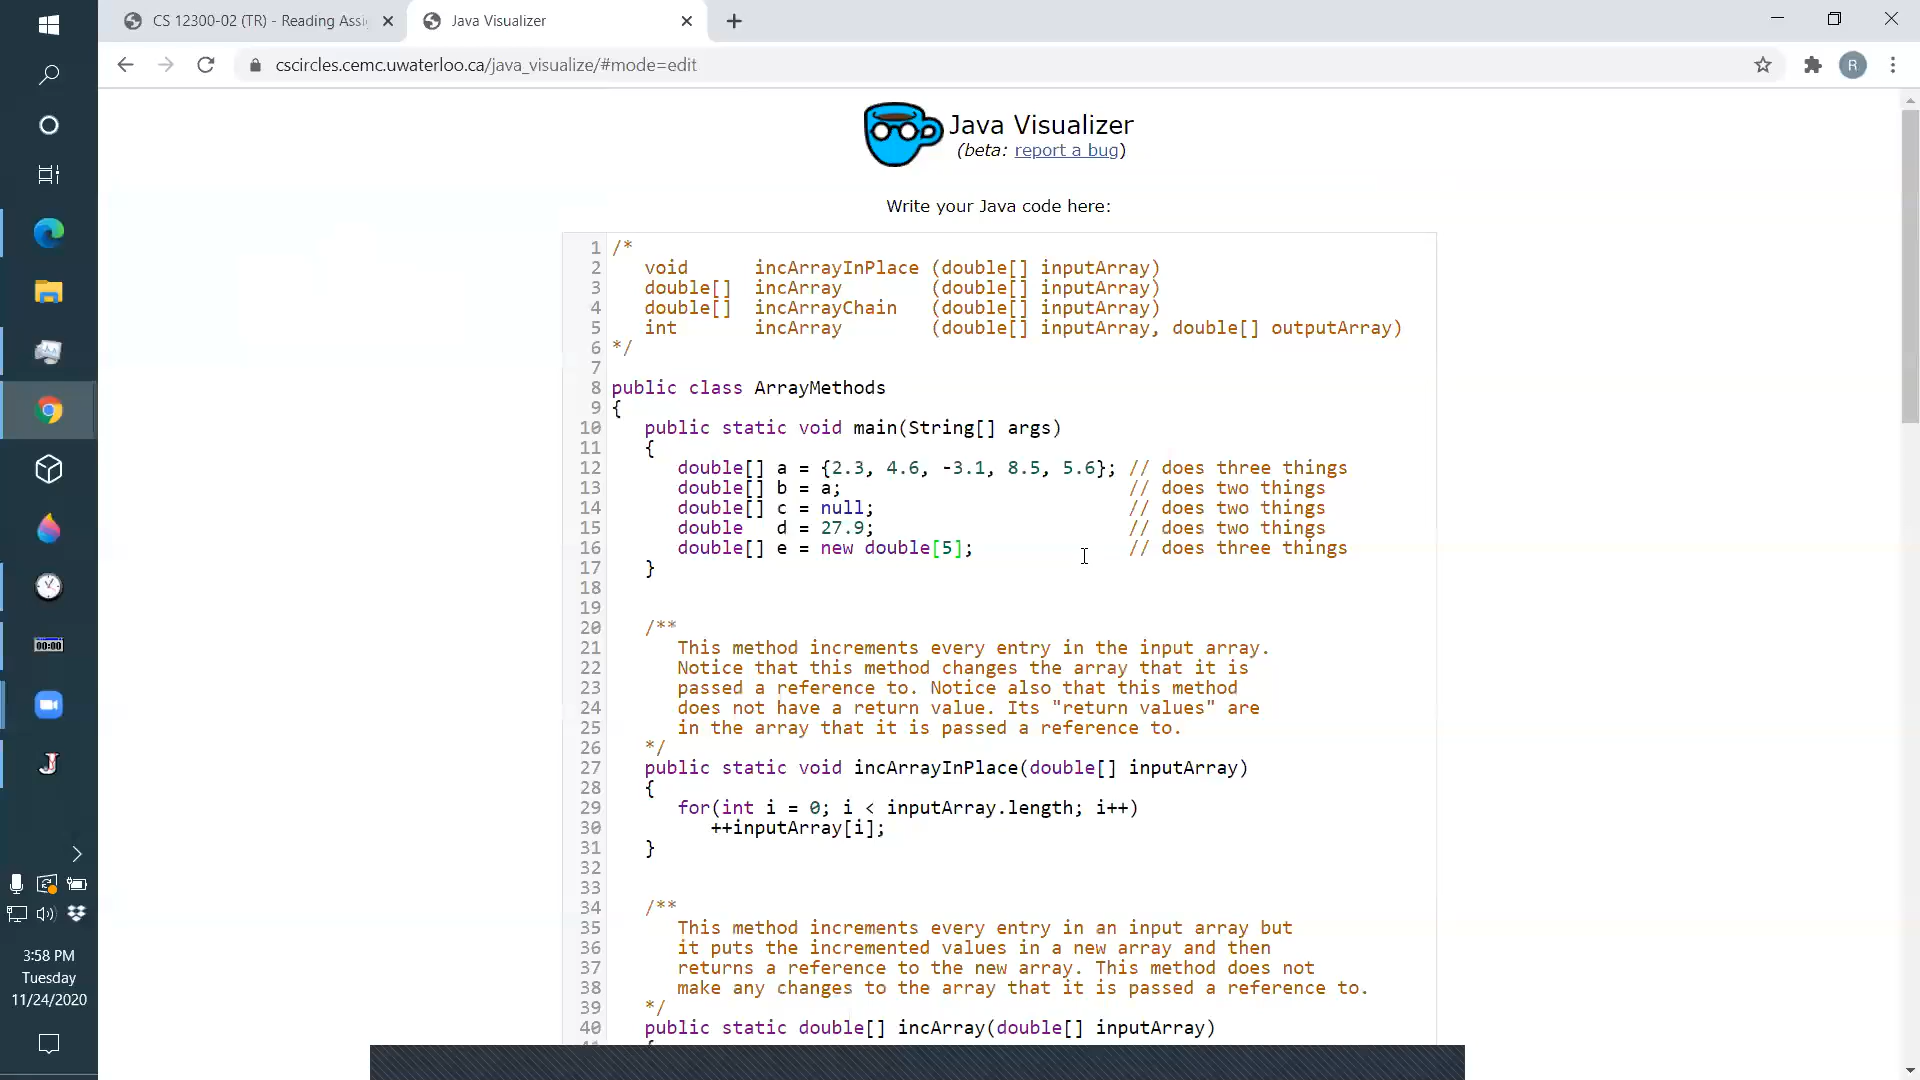 CS 12300-02 (TR) - Reading Assi
Java Visualizer
cscircles.cemc.uwaterloo.ca/java_visualize/#mode=edit
R
Java Visualizer
(beta: report a bug)
Write your Java code here:
1 /*
2    void      incArrayInPlace (double[] inputArray)
3    double[]  incArray        (double[] inputArray)
4    double[]  incArrayChain   (double[] inputArray)
5    int       incArray        (double[] inputArray, double[] outputArray)
6 */
7
8 public class ArrayMethods
9 {
10    public static void main(String[] args)
11    {
12       double[] a = {2.3, 4.6, -3.1, 8.5, 5.6}; // does three things
13       double[] b = a;                          // does two things
14       double[] c = null;                       // does two things
15       double   d = 27.9;                       // does two things
16       double[] e = new double[5];              // does three things
17    }
18
19
20    /**
21       This method increments every entry in the input array.
22       Notice that this method changes the array that it is
23       passed a reference to. Notice also that this method
24       does not have a return value. Its "return values" are
25       in the array that it is passed a reference to.
26    */
27    public static void incArrayInPlace(double[] inputArray)
28    {
29       for(int i = 0; i < inputArray.length; i++)
30          ++inputArray[i];
31    }
32
33
34    /**
35       This method increments every entry in an input array but
36       it puts the incremented values in a new array and then
37       returns a reference to the new array. This method does not
38       make any changes to the array that it is passed a reference to.
39    */
40    public static double[] incArray(double[] inputArray)
00:00
3:58 PM
Tuesday
11/24/2020